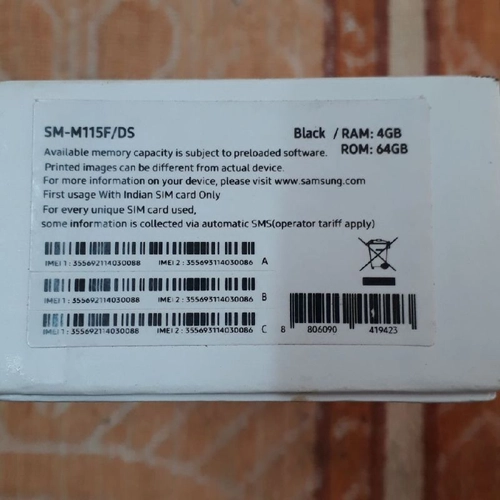 SM-M115F/DS Black / RAM: 4GB
ROM: 64GB
Available memory capacity is subject to preloaded software.
Printed images can be different from actual device.
For more information on your device, please visit www.samsung.com
First usage With Indian SIM card Only
For every unique SIM card used,
some information is collected via automatic SMS(operator tariff apply)
IMEI 1 : 355692114030088 IMEI 2 : 355693114030086 A
IMEI 1 : 355692114030088 IMEI 2 : 355693114030086 B
IMEI 1 : 355692114030088 IMEI 2 : 355693114030086 C
8 806090 419423